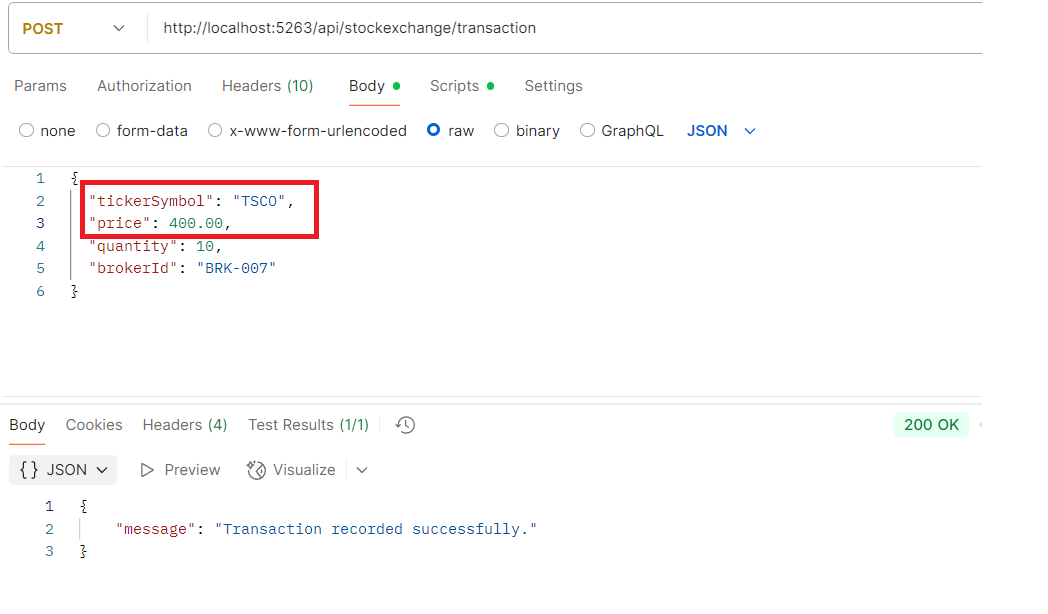 POST http://localhost:5263/api/stockexchange/transaction
Params Authorization Headers (10) Body Scripts Settings
none form-data x-www-form-urlencoded raw binary GraphQL JSON
1 {
2 "tickerSymbol": "TSCO",
3 "price": 400.00,
4 "quantity": 10,
5 "brokerId": "BRK-007"
6 }
Body Cookies Headers (4) Test Results (1/1) 200 OK
{} JSON Preview Visualize
1 {
2 "message": "Transaction recorded successfully."
3 }